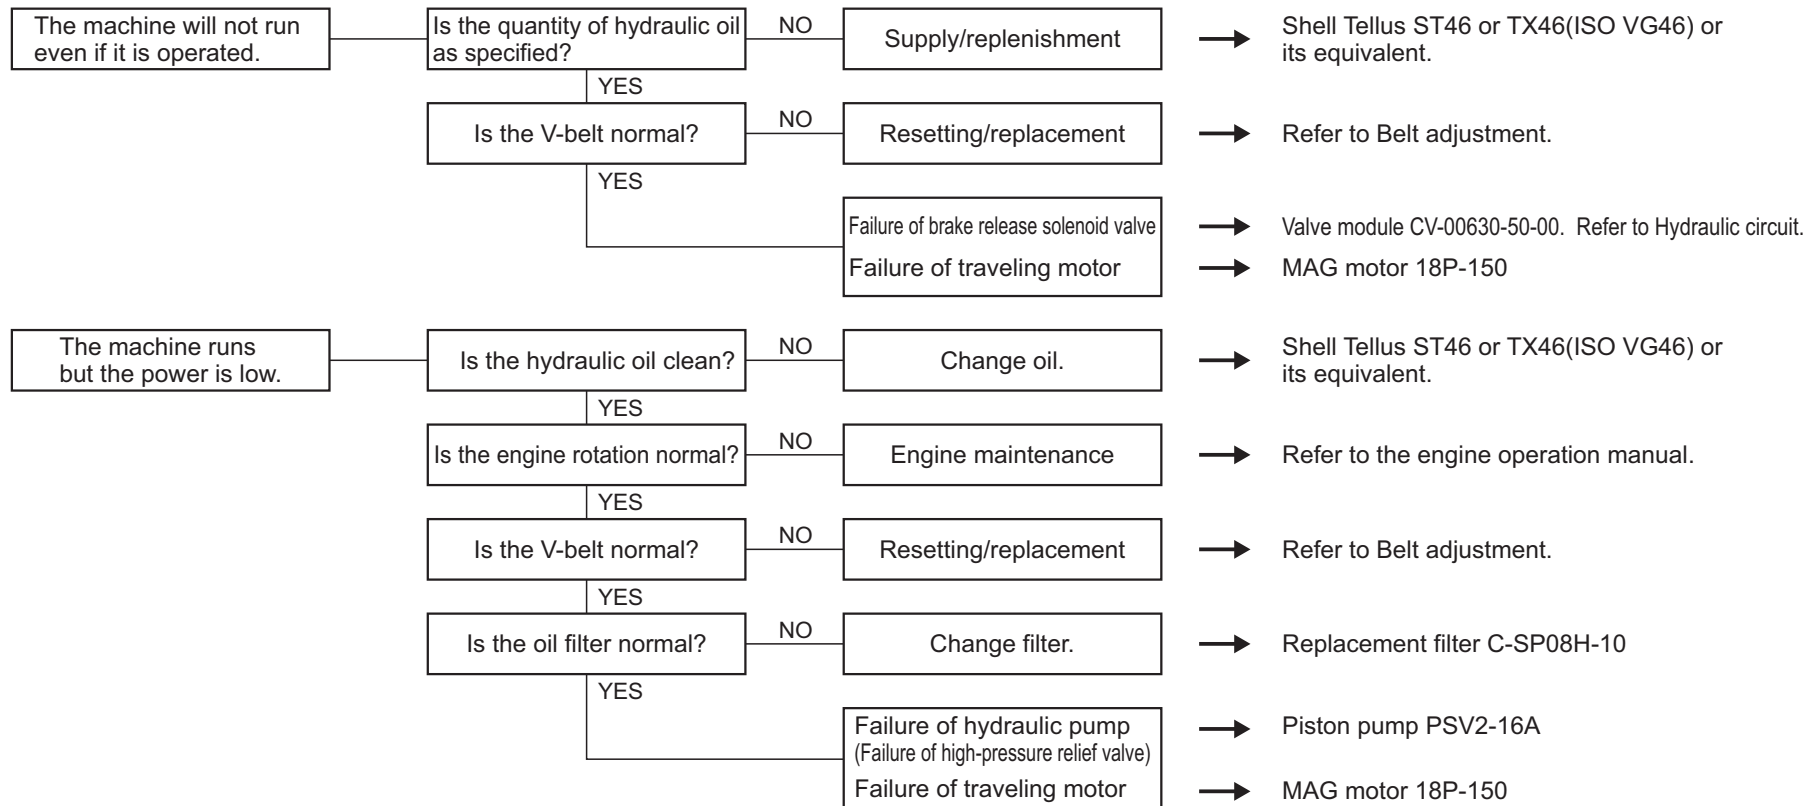 The machine will not run
even if it is operated.
Is the quantity of hydraulic oil
as specified?
NO
Supply/replenishment
Shell Tellus ST46 or TX46(ISO VG46) or
its equivalent.
YES
Is the V-belt normal?
NO
Resetting/replacement
Refer to Belt adjustment.
YES
Failure of brake release solenoid valve
Valve module CV-00630-50-00. Refer to Hydraulic circuit.
Failure of traveling motor
MAG motor 18P-150
The machine runs
but the power is low.
Is the hydraulic oil clean?
NO
Change oil.
Shell Tellus ST46 or TX46(ISO VG46) or
its equivalent.
YES
Is the engine rotation normal?
NO
Engine maintenance
Refer to the engine operation manual.
YES
Is the V-belt normal?
NO
Resetting/replacement
Refer to Belt adjustment.
YES
Is the oil filter normal?
NO
Change filter.
Replacement filter C-SP08H-10
YES
Failure of hydraulic pump
(Failure of high-pressure relief valve)
Piston pump PSV2-16A
Failure of traveling motor
MAG motor 18P-150